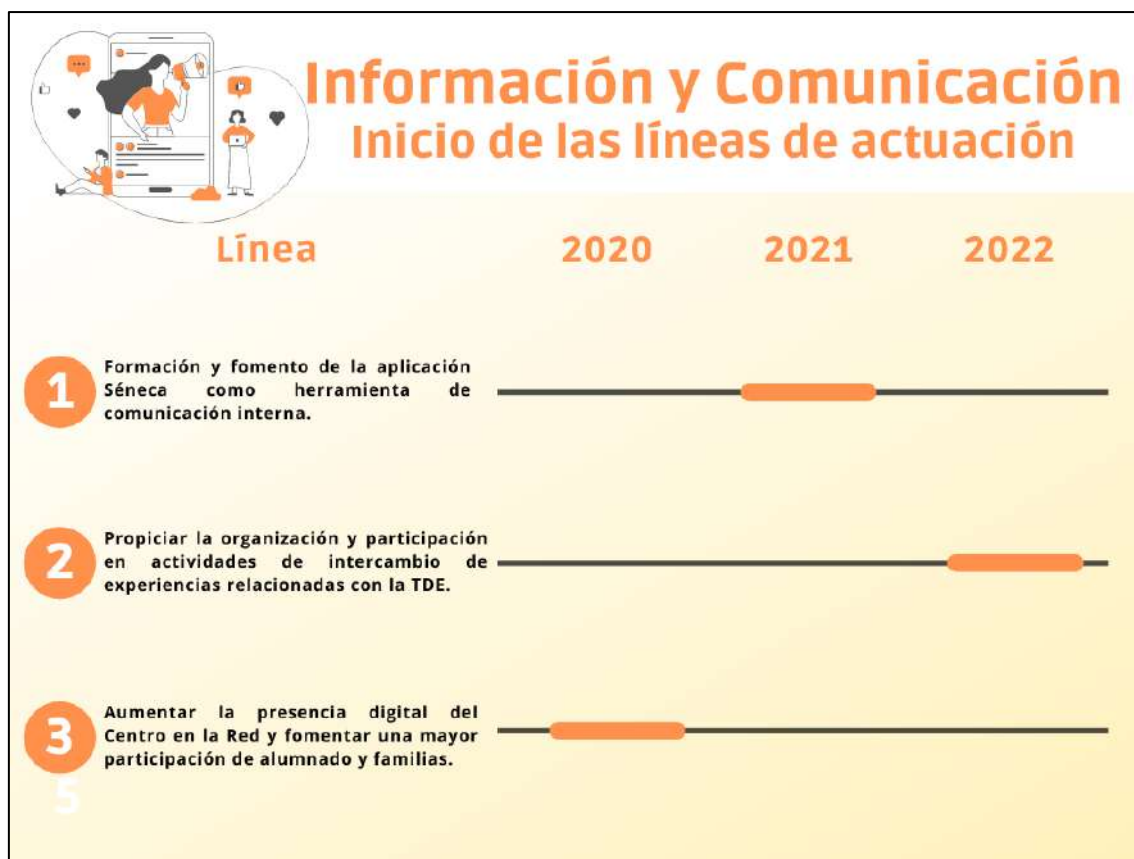 Información y Comunicación
Inicio de las líneas de actuación
Línea 2020 2021 2022
1
Formación y fomento de la aplicación
Séneca como herramienta de
comunicación interna.
2
Propiciar la organización y participación
en actividades de intercambio de
experiencias relacionadas con la TDE.
3
Aumentar la presencia digital del
Centro en la Red y fomentar una mayor
participación de alumnado y familias.
5